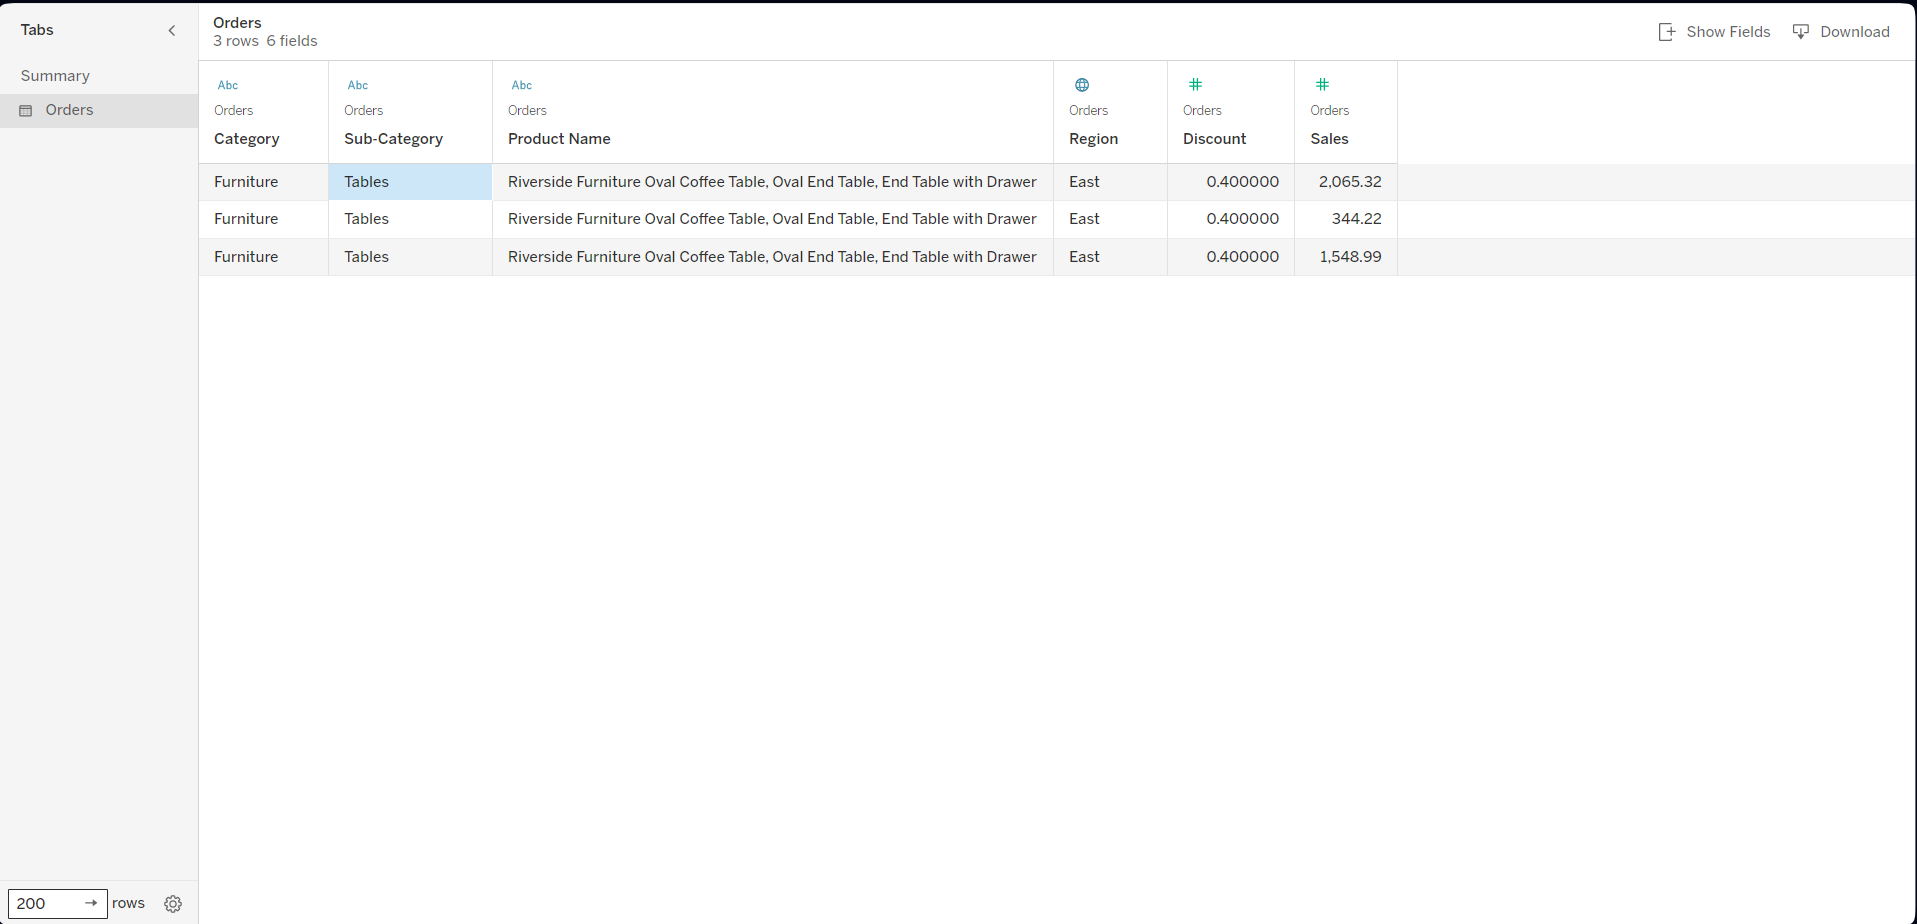 Tabs
Summary
Orders
Orders
3 rows 6 fields
Show Fields Download
Abc Abc Abc
Orders Orders Orders Orders Orders Orders
Category Sub-Category Product Name Region Discount Sales
Furniture Tables Riverside Furniture Oval Coffee Table, Oval End Table, End Table with Drawer East 0.400000 2,065.32
Furniture Tables Riverside Furniture Oval Coffee Table, Oval End Table, End Table with Drawer East 0.400000 344.22
Furniture Tables Riverside Furniture Oval Coffee Table, Oval End Table, End Table with Drawer East 0.400000 1,548.99
200 rows